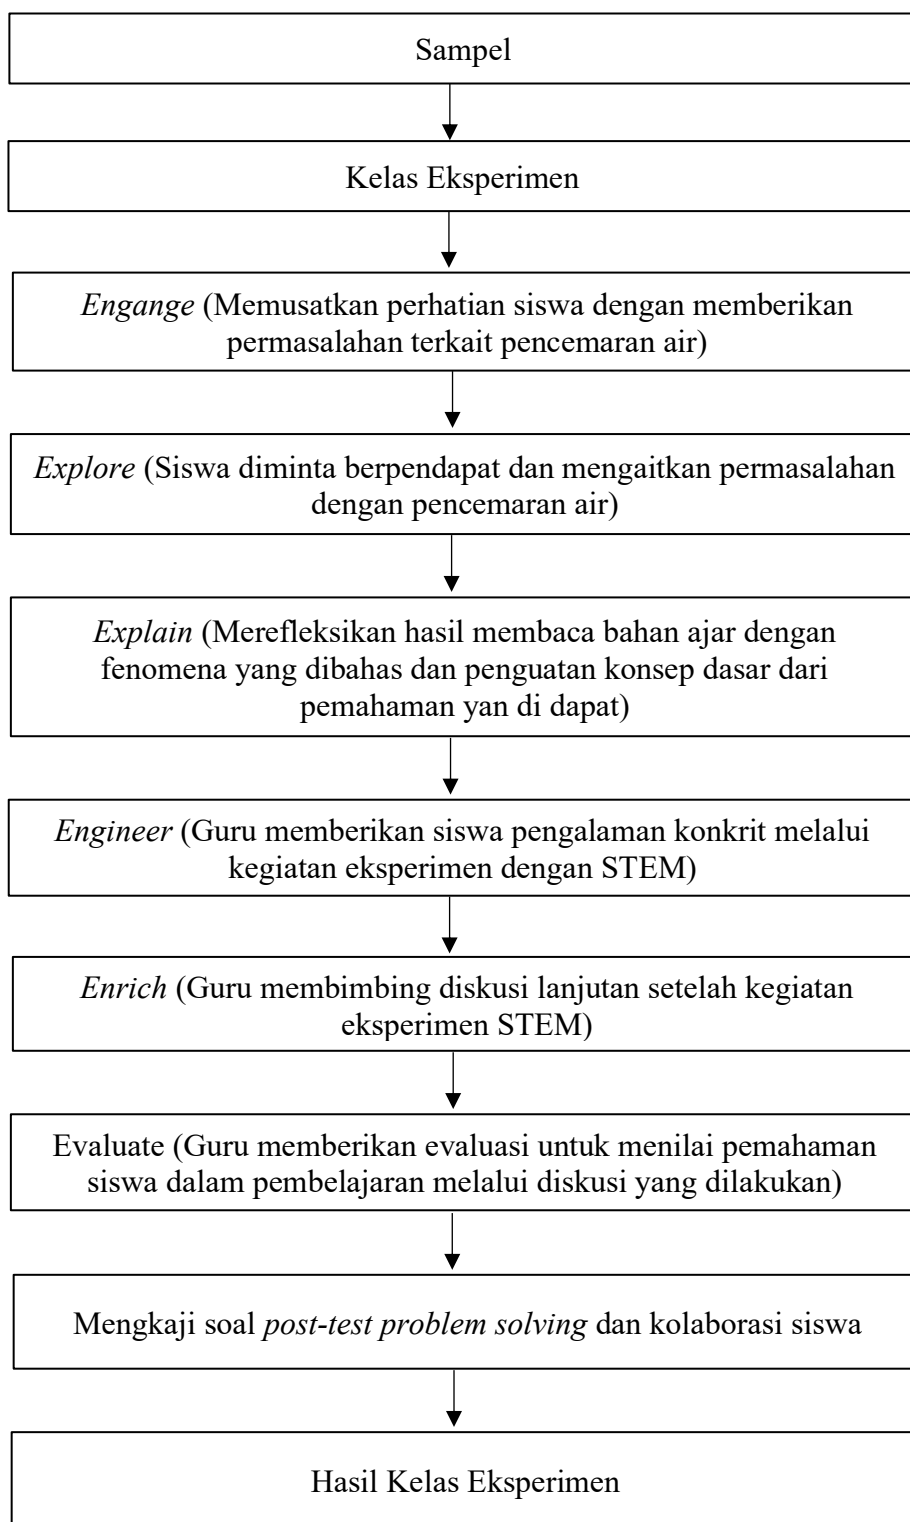 Sampel
Kelas Eksperimen
Engange (Memusatkan perhatian siswa dengan memberikan
permasalahan terkait pencemaran air)
Explore (Siswa diminta berpendapat dan mengaitkan permasalahan
dengan pencemaran air)
Explain (Merefleksikan hasil membaca bahan ajar dengan
fenomena yang dibahas dan penguatan konsep dasar dari
pemahaman yan di dapat)
Engineer (Guru memberikan siswa pengalaman konkrit melalui
kegiatan eksperimen dengan STEM)
Enrich (Guru membimbing diskusi lanjutan setelah kegiatan
eksperimen STEM)
Evaluate (Guru memberikan evaluasi untuk menilai pemahaman
siswa dalam pembelajaran melalui diskusi yang dilakukan)
Mengkaji soal post-test problem solving dan kolaborasi siswa
Hasil Kelas Eksperimen